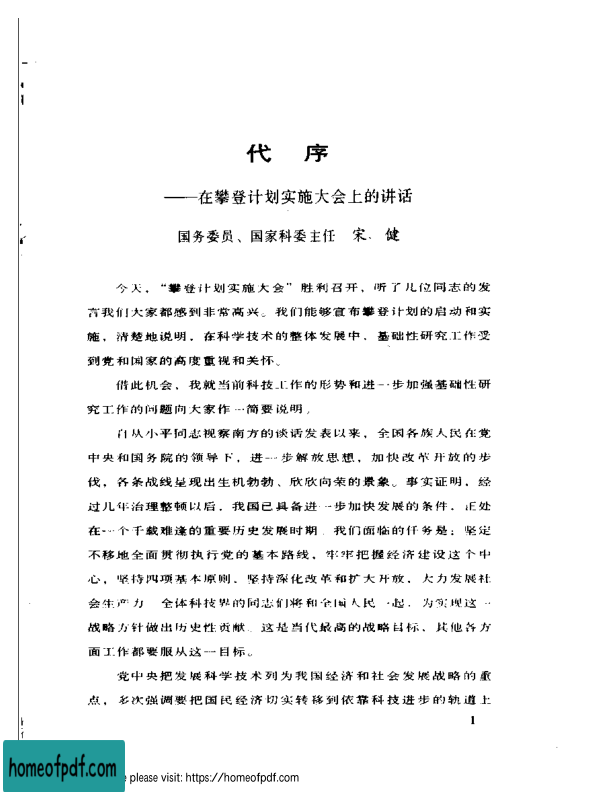 代 序
——在攀登计划实施大会上的讲话
国务委员、国家科委主任 宋 健
今天，“攀登计划实施大会”胜利召开，听了几位同志的发
言我们大家都感到非常高兴。我们能够宣布攀登计划的启动和实
施，清楚地说明，在科学技术的整体发展中，基础性研究工作受
到党和国家的高度重视和关怀。
借此机会，我就当前科技工作的形势和进一步加强基础性研
究工作的问题向大家作一简要说明。
自从小平同志视察南方的谈话发表以来，全国各族人民在党
中央和国务院的领导下，进一步解放思想，加快改革开放的步
伐，各条战线呈现出生机勃勃、欣欣向荣的景象。事实证明，经
过几年治理整顿以后，我国已具备进一步加快发展的条件，正处
在一个千载难逢的重要历史发展时期。我们面临的任务是：坚定
不移地全面贯彻执行党的基本路线，牢牢把握经济建设这个中
心，坚持四项基本原则，坚持深化改革和扩大开放，大力发展社
会生产力 全体科技界的同志们将和全国人民一起，为实现这一
战略方针做出历史性贡献。这是当代最高的战略目标，其他各方
面工作都要服从这一目标。
党中央把发展科学技术列为我国经济和社会发展战略的重
点，多次强调要把国民经济切实转移到依靠科技进步的轨道上
1
homeofpdf.com
e please visit: https://homeofpdf.com